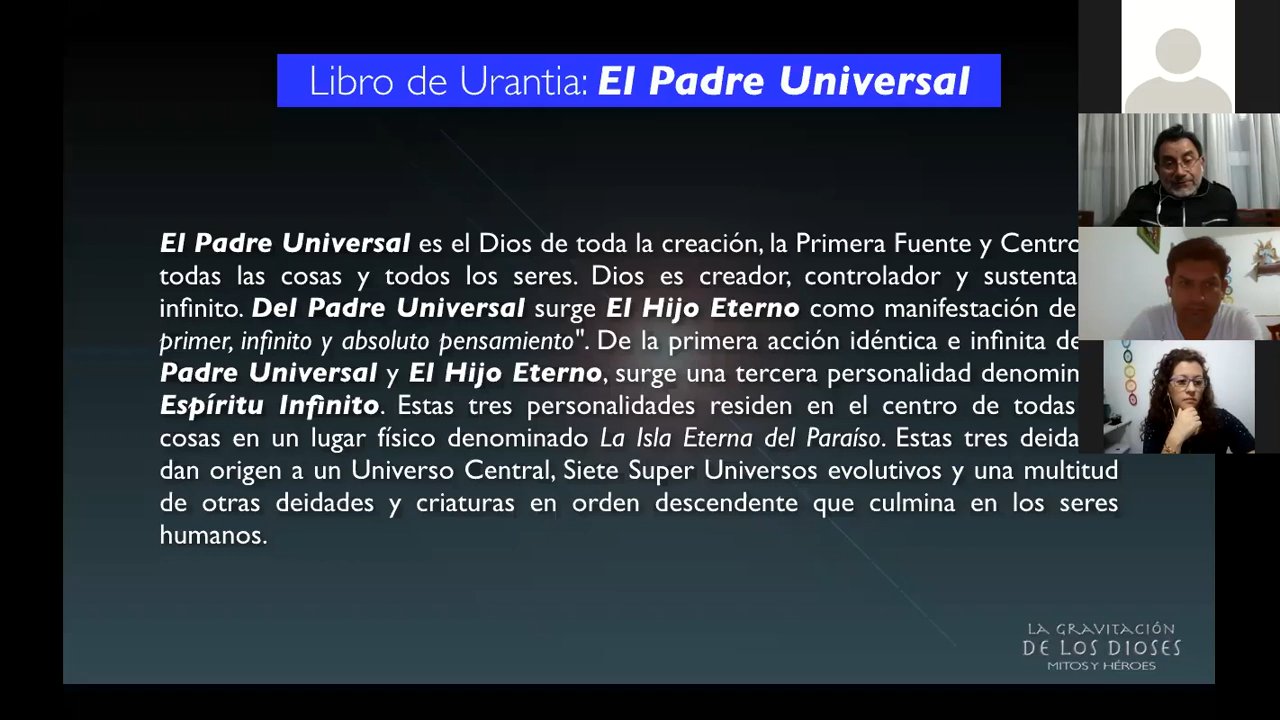 Libro de Urantia: El Padre Universal
El Padre Universal es el Dios de toda la creación, la Primera Fuente y Centro
todas las cosas y todos los seres. Dios es creador, controlador y sustenta
infinito. Del Padre Universal surge El Hijo Eterno como manifestación de
primer, infinito y absoluto pensamiento". De la primera acción idéntica e infinita de
Padre Universal y El Hijo Eterno, surge una tercera personalidad denomin
Espíritu Infinito. Estas tres personalidades residen en el centro de todas
cosas en un lugar físico denominado La Isla Eterna del Paraíso. Estas tres deida
dan origen a un Universo Central, Siete Super Universos evolutivos y una multitud
de otras deidades y criaturas en orden descendente que culmina en los seres
humanos.
LA GRAVITACIÓN
DE LOS DIOSES
MITOS Y HÉROES